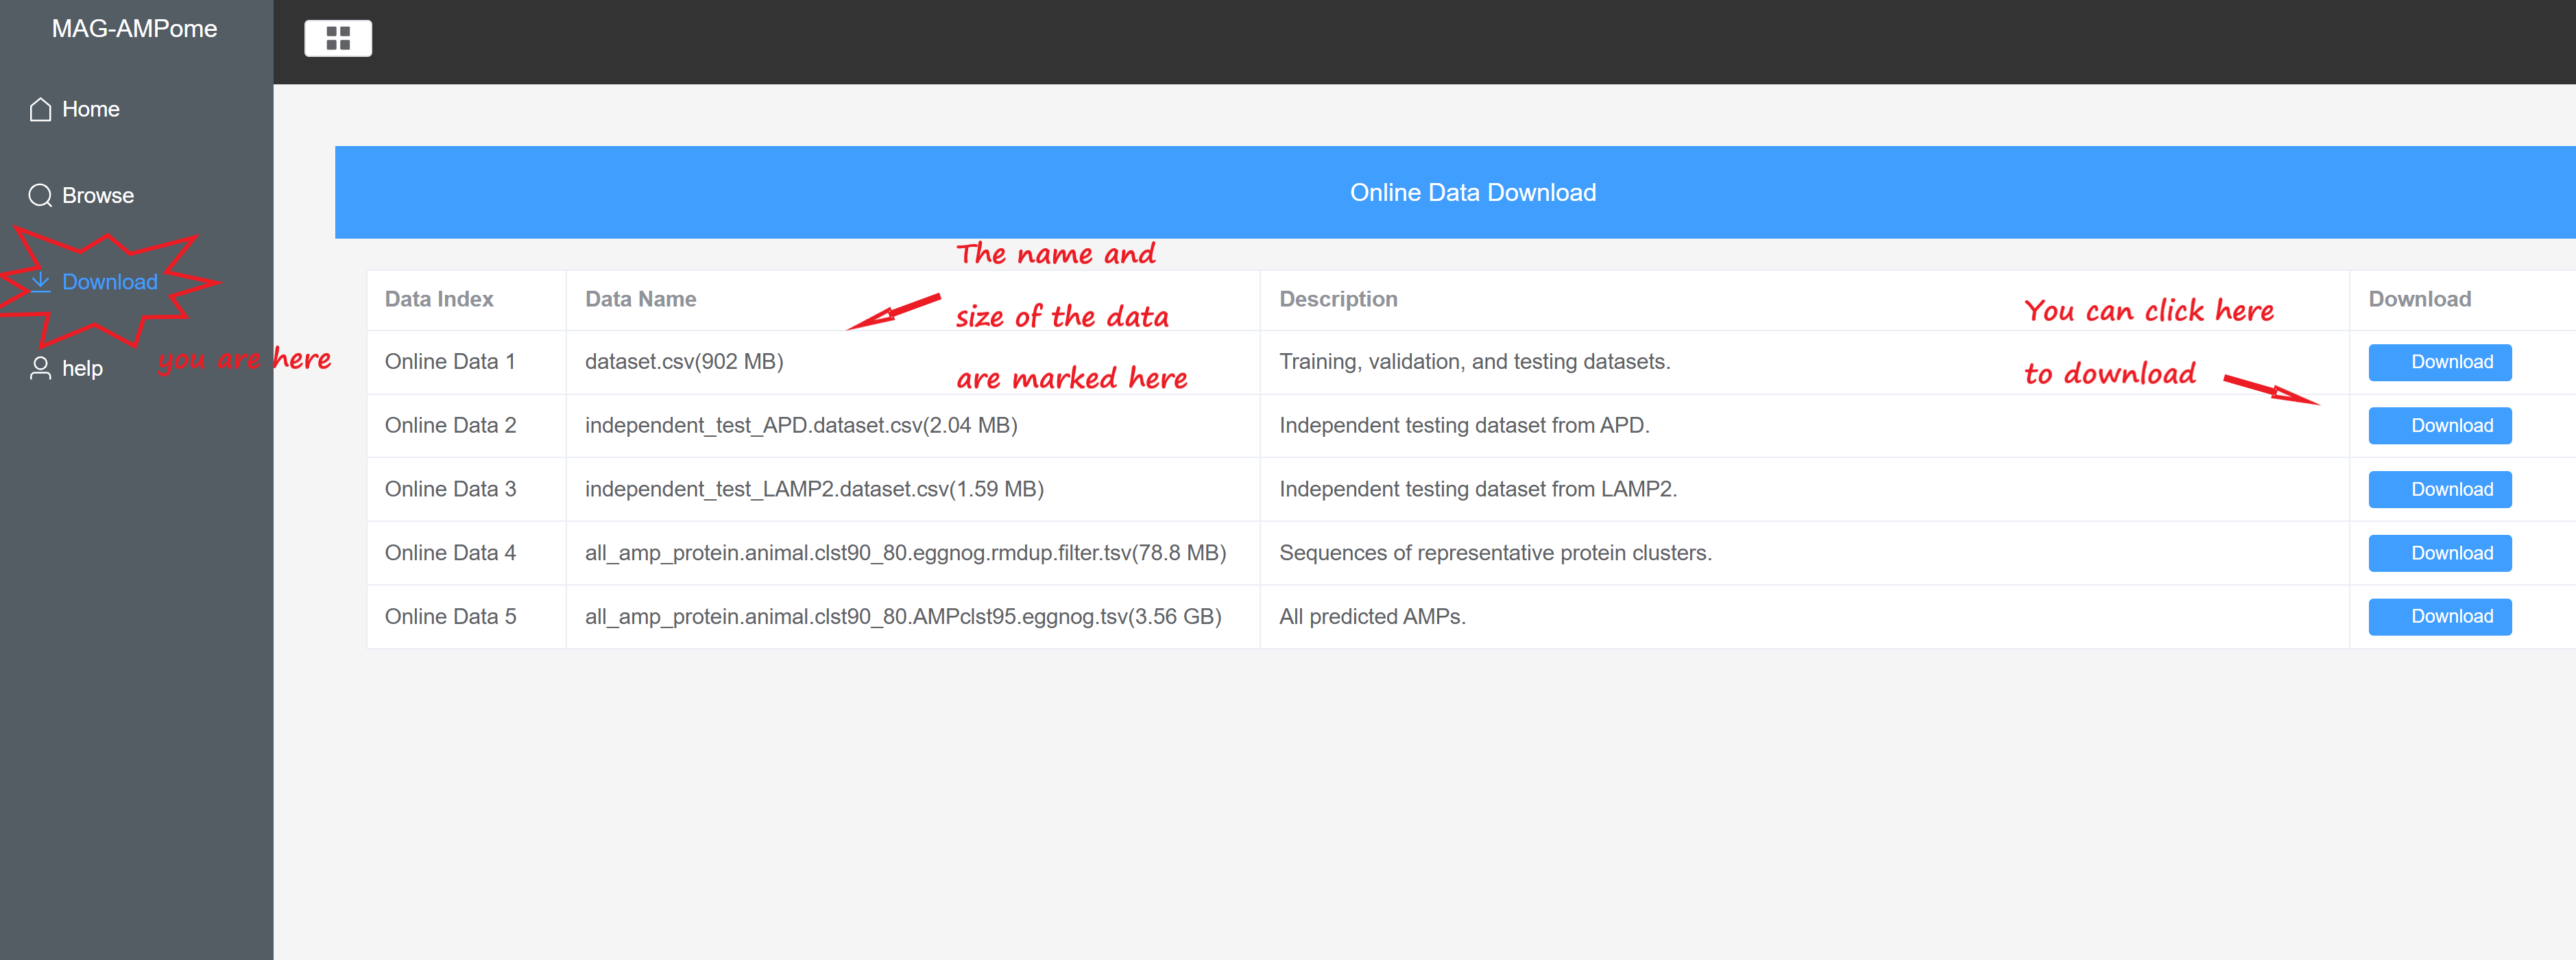 MAG-AMPome
Home
Browse
Download
you are here
help
Online Data Download
The name and
size of the data
are marked here
You can click here
to download
Data Index Data Name Description Download
Online Data 1 dataset.csv(902 MB) Training, validation, and testing datasets. Download
Online Data 2 independent_test_APD.dataset.csv(2.04 MB) Independent testing dataset from APD. Download
Online Data 3 independent_test_LAMP2.dataset.csv(1.59 MB) Independent testing dataset from LAMP2. Download
Online Data 4 all_amp_protein.animal.clst90_80.eggnog.rmdup.filter.tsv(78.8 MB) Sequences of representative protein clusters. Download
Online Data 5 all_amp_protein.animal.clst90_80.AMPclst95.eggnog.tsv(3.56 GB) All predicted AMPs. Download